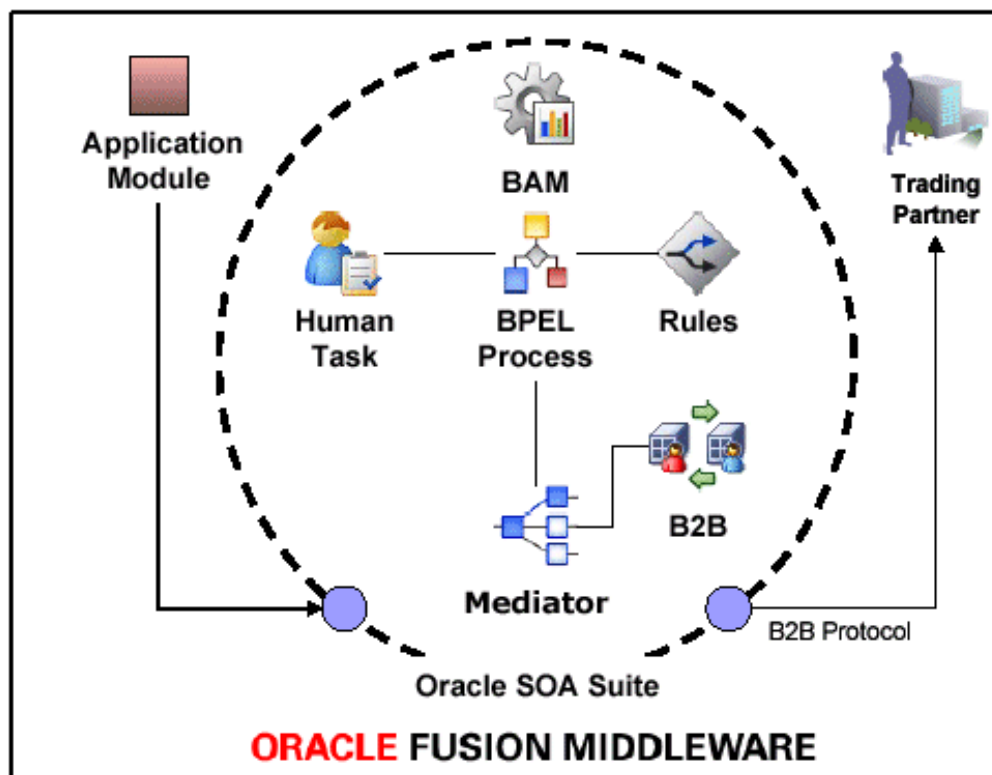 Application
Module
BAM
Trading
Partner
Human
Task
BPEL
Process
Rules
B2B
Mediator
B2B Protocol
Oracle SOA Suite
ORACLE FUSION MIDDLEWARE